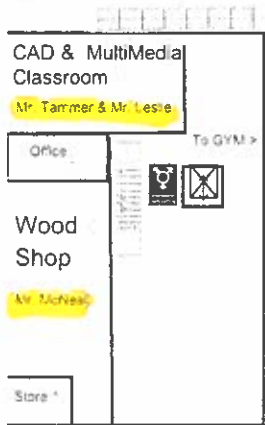 CAD & MultiMedia
Classroom
Mr. Tammer & Mr. Leslie
Office
To GYM >
Wood
Shop
Mr. McNeal
Store ^